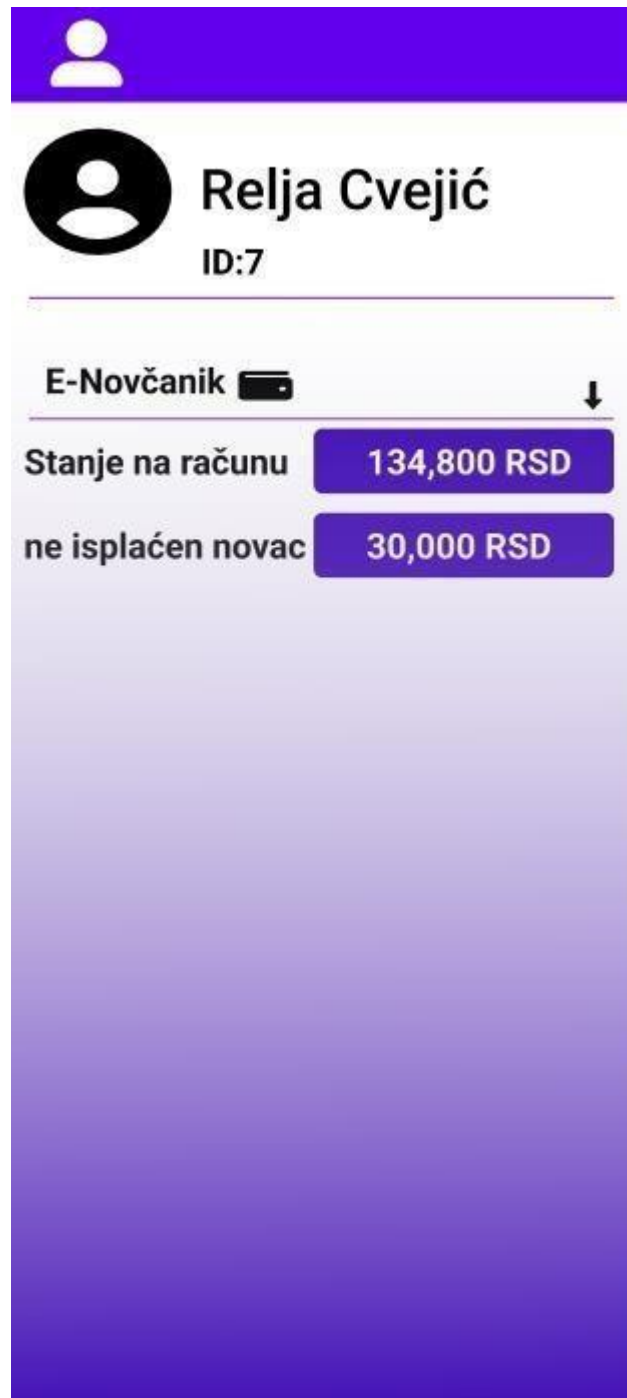 Relja Cvejić
ID:7
E-Novčanik
Stanje na računu 134,800 RSD
ne isplaćen novac 30,000 RSD